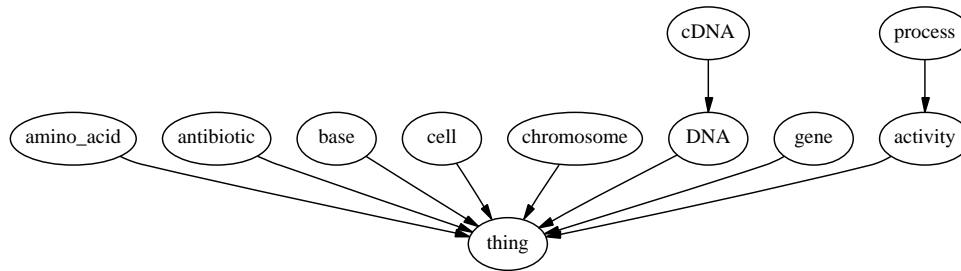 cDNA process
amino_acid antibiotic base cell chromosome DNA gene activity
thing